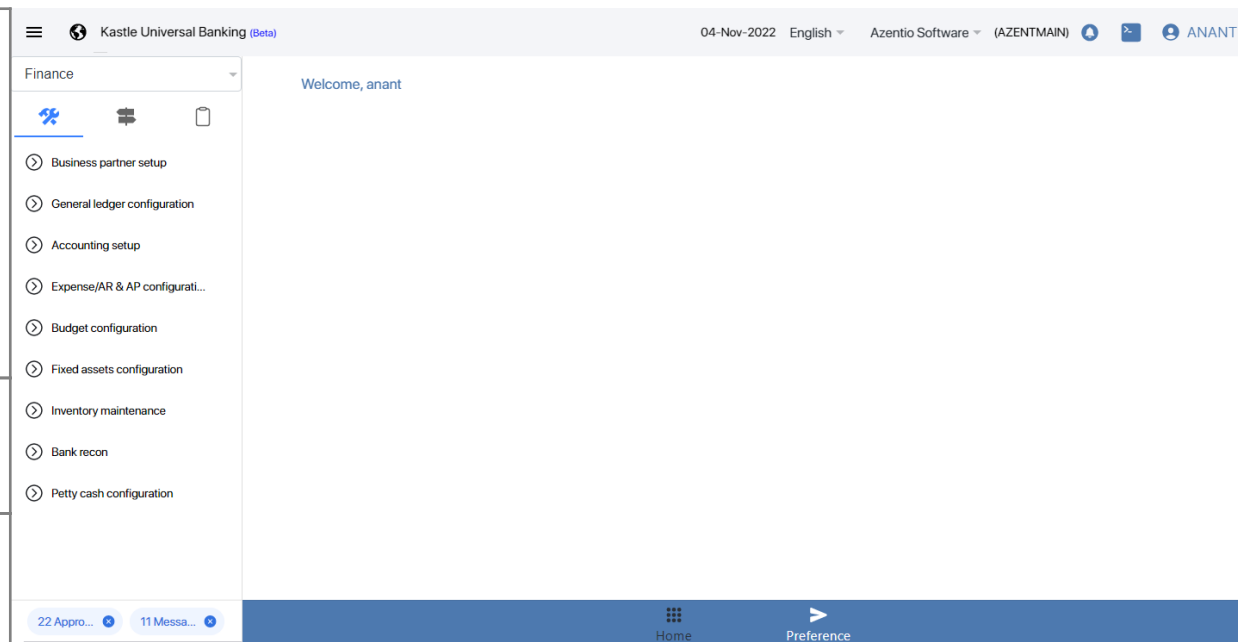 Kastle Universal Banking (Beta)
04-Nov-2022 English Azentio Software (AZENTMAIN) ANANT
Finance
Welcome, anant
Business partner setup
General ledger configuration
Accounting setup
Expense/AR & AP configurati...
Budget configuration
Fixed assets configuration
Inventory maintenance
Bank recon
Petty cash configuration
22 Appro... 11 Messa...
Home Preference